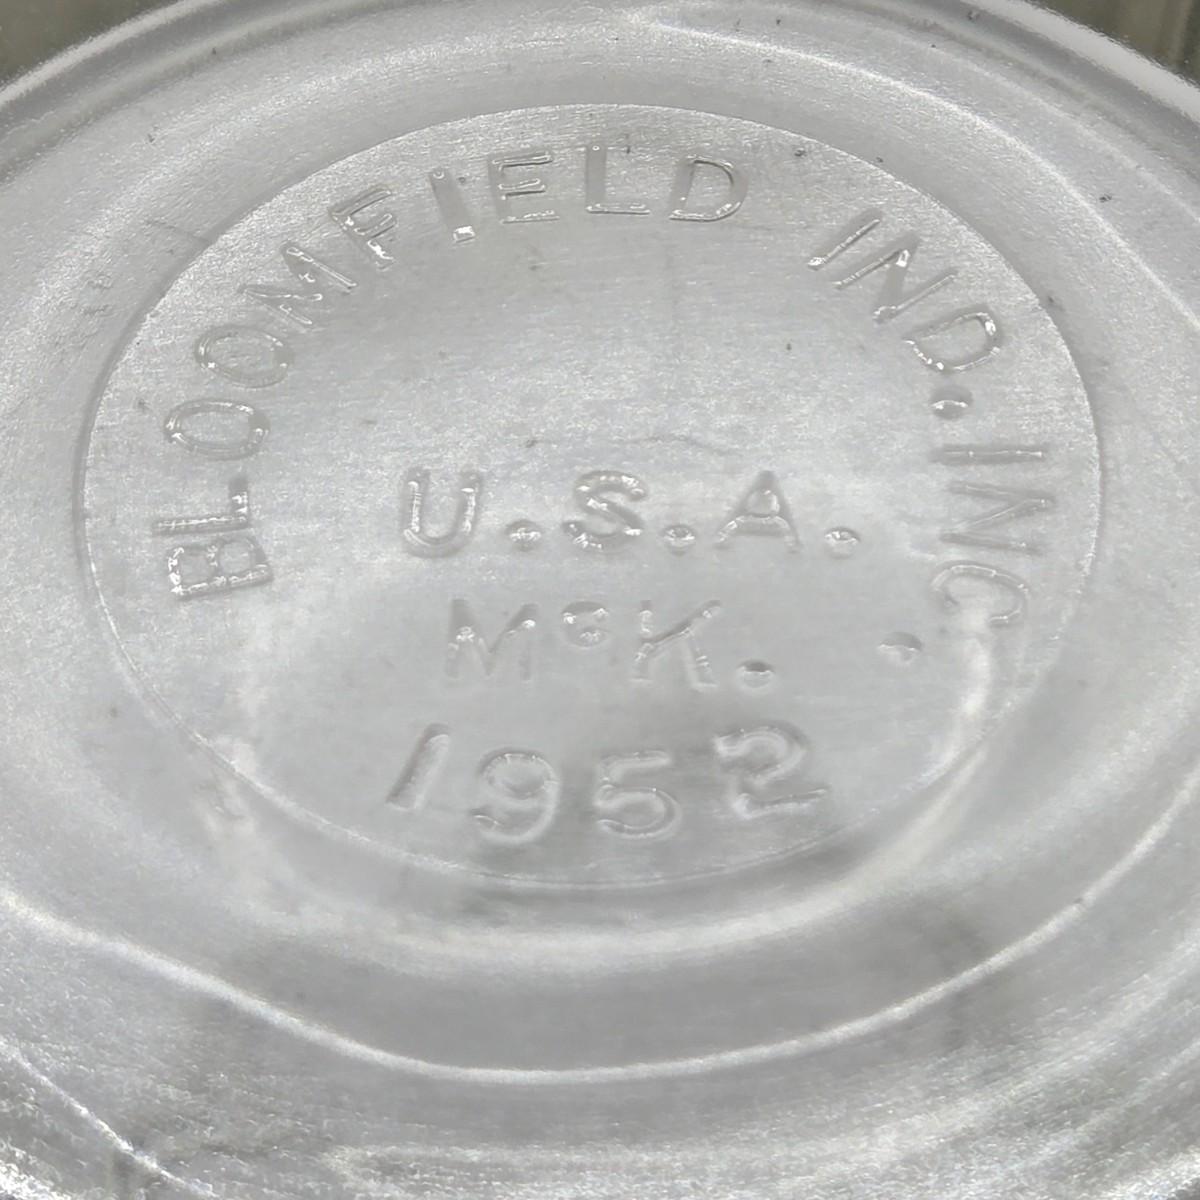 BLOOMFIELD IND. INC.
U.S.A.
McK.
1952